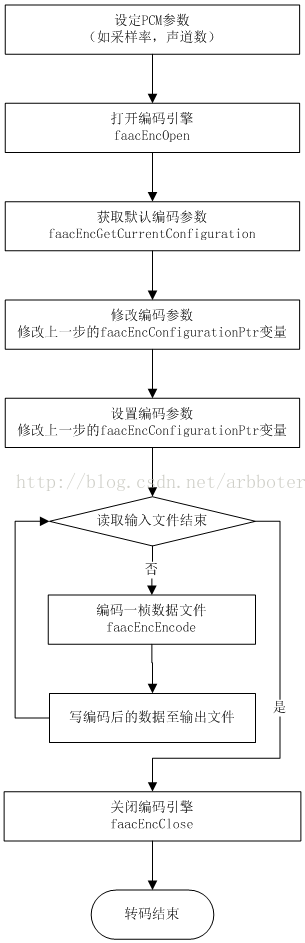 设定PCM参数
（如采样率，声道数）
打开编码引擎
faacEncOpen
获取默认编码参数
faacEncGetCurrentConfiguration
修改编码参数
修改上一步的faacEncConfigurationPtr变量
设置编码参数
修改上一步的faacEncConfigurationPtr变量
http://blog.csdn.net/arbboter
读取输入文件结束
否
编码一桢数据文件
faacEncEncode
是
写编码后的数据至输出文件
关闭编码引擎
faacEncClose
转码结束